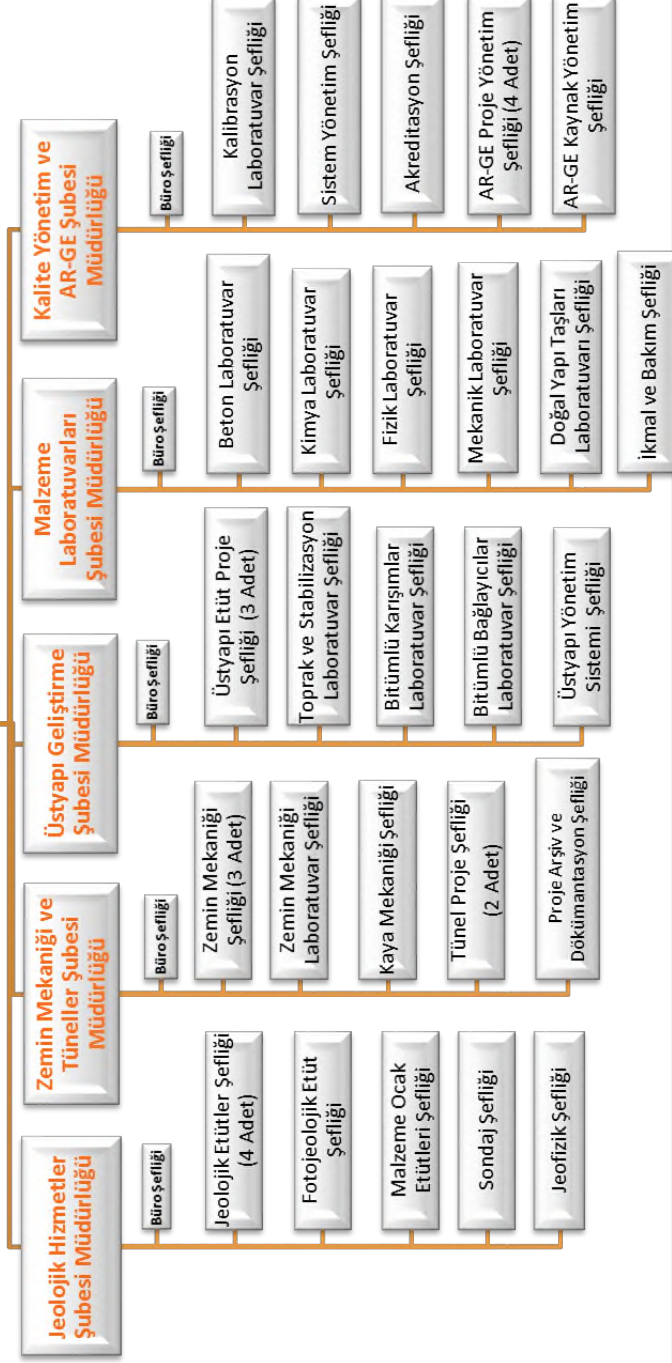 Jeolojik Hizmetler
Şubesi Müdürlüğü
Büro Şefliği
Jeolojik Etütler Şefliği
(4 Adet)
Fotojeolojik Etüt
Şefliği
Malzeme Ocak
Etütleri Şefliği
Sondaj Şefliği
Jeofizik Şefliği
Zemin Mekaniği ve
Tüneller Şubesi
Müdürlüğü
Büro Şefliği
Zemin Mekaniği
Şefliği (3 Adet)
Zemin Mekaniği
Laboratuvar Şefliği
Kaya Mekaniği Şefliği
Tünel Proje Şefliği
(2 Adet)
Proje Arşiv ve
Dökümantasyon Şefliği
Üstyapı Geliştirme
Şubesi Müdürlüğü
Büro Şefliği
Üstyapı Etüt Proje
Şefliği (3 Adet)
Toprak ve Stabilizasyon
Laboratuvar Şefliği
Bitümlü Karışımlar
Laboratuvar Şefliği
Bitümlü Bağlayıcılar
Laboratuvar Şefliği
Üstyapı Yönetim
Sistemi Şefliği
Malzeme
Laboratuvarları
Şubesi Müdürlüğü
Büro Şefliği
Beton Laboratuvar
Şefliği
Kimya Laboratuvar
Şefliği
Fizik Laboratuvar
Şefliği
Mekanik Laboratuvar
Şefliği
Doğal Yapı Taşları
Laboratuvarı Şefliği
İkmal ve Bakım Şefliği
Kalite Yönetim ve
AR-GE Şubesi
Müdürlüğü
Büro Şefliği
Kalibrasyon
Laboratuvar Şefliği
Sistem Yönetim Şefliği
Akreditasyon Şefliği
AR-GE Proje Yönetim
Şefliği (4 Adet)
AR-GE Kaynak Yönetim
Şefliği